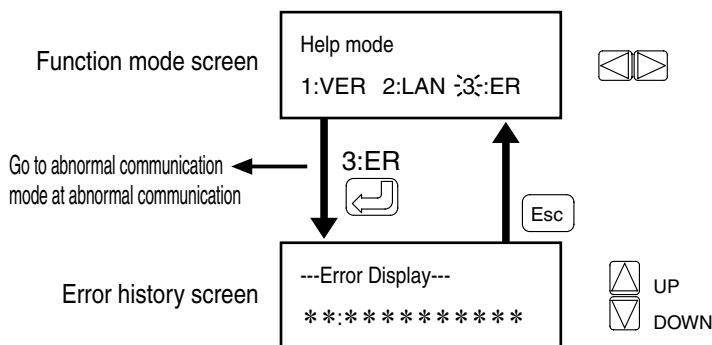 Function mode screen
Help mode
1:VER 2:LAN 3:ER
Go to abnormal communication
mode at abnormal communication
3:ER
Esc
Error history screen
---Error Display---
**:**********
UP
DOWN